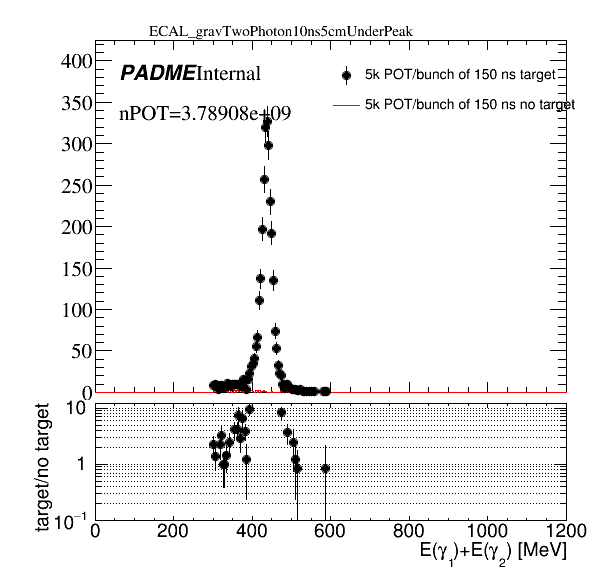 ECAL_gravTwoPhoton10ns5cmUnderPeak
PADME Internal
5k POT/bunch of 150 ns target
5k POT/bunch of 150 ns no target
nPOT=3.78908e+09
400
350
300
250
200
150
100
50
0
target/no target
10
1
10⁻¹
0 200 400 600 800 1000 1200
E(γ₁)+E(γ₂) [MeV]